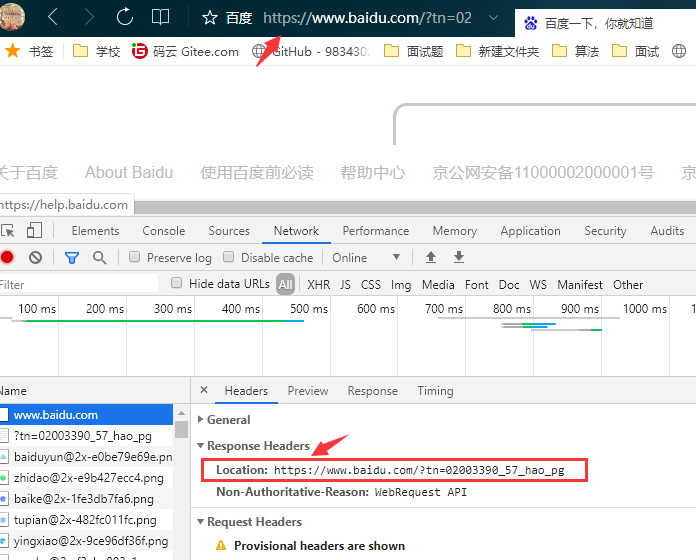 百度 https://www.baidu.com/?tn=02
百度一下，你就知道
书签 学校 码云 Gitee.com GitHub - 983430 面试题 新建文件夹 算法 面试
关于百度 About Baidu 使用百度前必读 帮助中心 京公网安备11000002000001号 京
https://help.baidu.com
Elements Console Sources Network Performance Memory Application Security Audits
Preserve log Disable cache Online
Filter Hide data URLs All XHR JS CSS Img Media Font Doc WS Manifest Other
100 ms 200 ms 300 ms 400 ms 500 ms 600 ms 700 ms 800 ms 900 ms 1000 ms 1
Name × Headers Preview Response Timing
www.baidu.com
?tn=02003390_57_hao_pg
baiduyun@2x-e0be79e69e.pn
zhidao@2x-e9b427ecc4.png
baike@2x-1fe3db7fa6.png
tupian@2x-482fc011fc.png
yingxiao@2x-9ce96df36f.png
General
Response Headers
Location: https://www.baidu.com/?tn=02003390_57_hao_pg
Non-Authoritative-Reason: WebRequest API
Request Headers
Provisional headers are shown